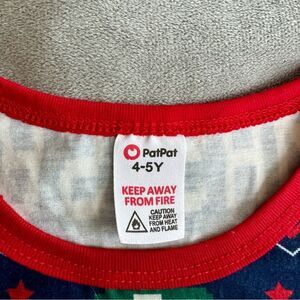 PatPat
4-5Y
KEEP AWAY
FROM FIRE
CAUTION
KEEP AWAY
FROM HEAT
AND FLAME